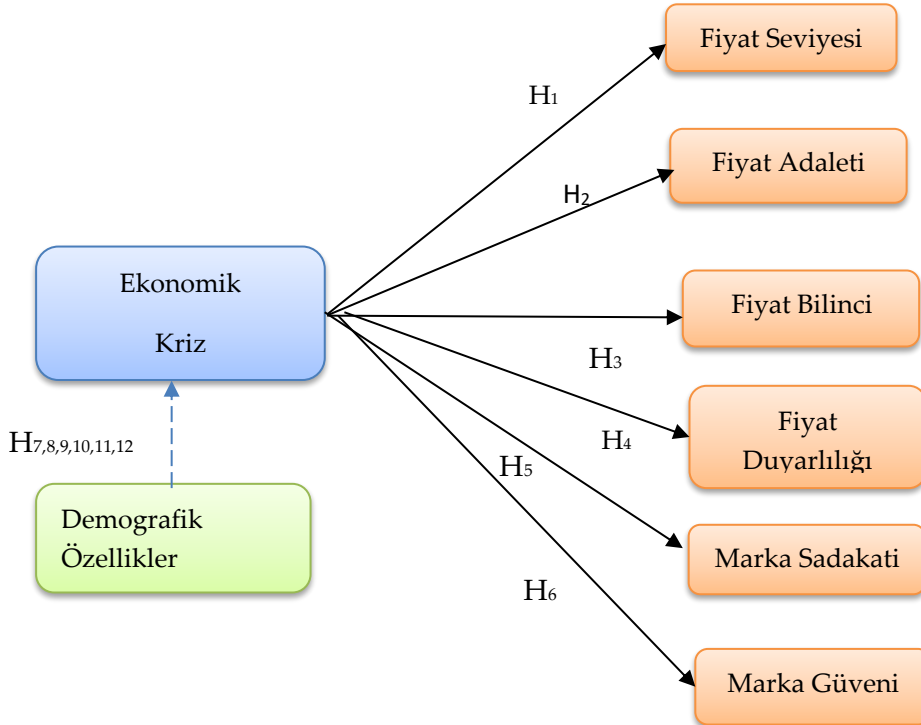 Fiyat Seviyesi
H1
Fiyat Adaleti
H2
Ekonomik
Kriz
Fiyat Bilinci
H3
Fiyat
Duyarlılığı
H4
H5
H7,8,9,10,11,12
Demografik
Özellikler
Marka Sadakati
H6
Marka Güveni